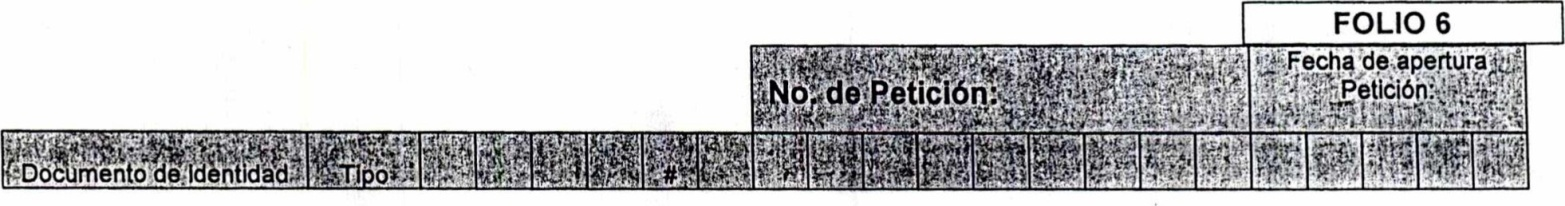 FOLIO 6
No. de Petición:
Fecha de apertura
Petición:
Documento de Identidad Tipo #